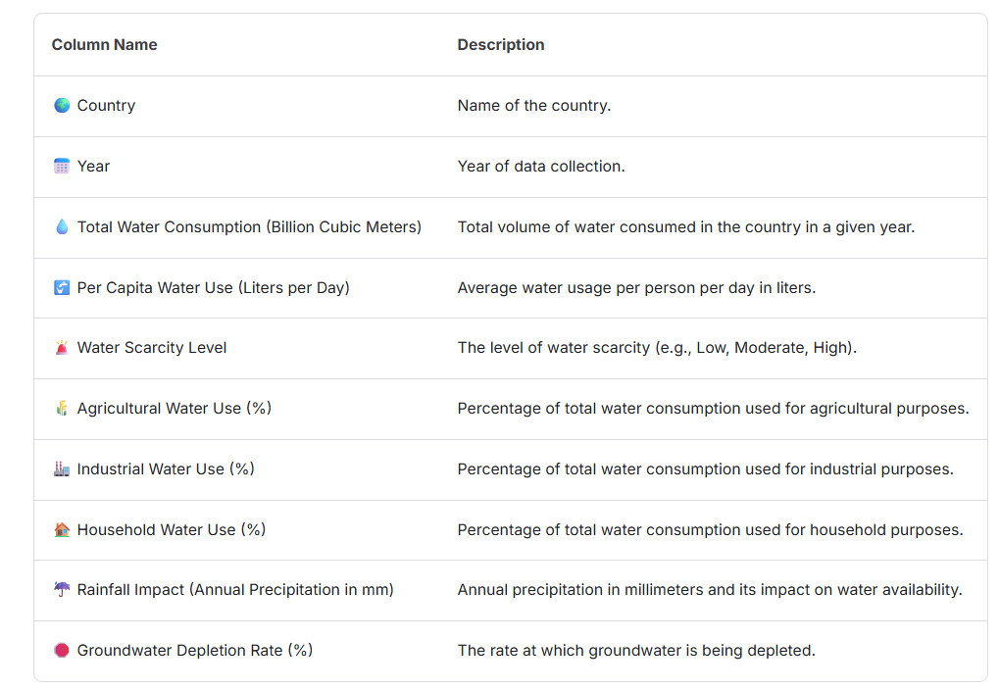 Column Name Description
Country Name of the country.
Year Year of data collection.
Total Water Consumption (Billion Cubic Meters) Total volume of water consumed in the country in a given year.
Per Capita Water Use (Liters per Day) Average water usage per person per day in liters.
Water Scarcity Level The level of water scarcity (e.g., Low, Moderate, High).
Agricultural Water Use (%) Percentage of total water consumption used for agricultural purposes.
Industrial Water Use (%) Percentage of total water consumption used for industrial purposes.
Household Water Use (%) Percentage of total water consumption used for household purposes.
Rainfall Impact (Annual Precipitation in mm) Annual precipitation in millimeters and its impact on water availability.
Groundwater Depletion Rate (%) The rate at which groundwater is being depleted.